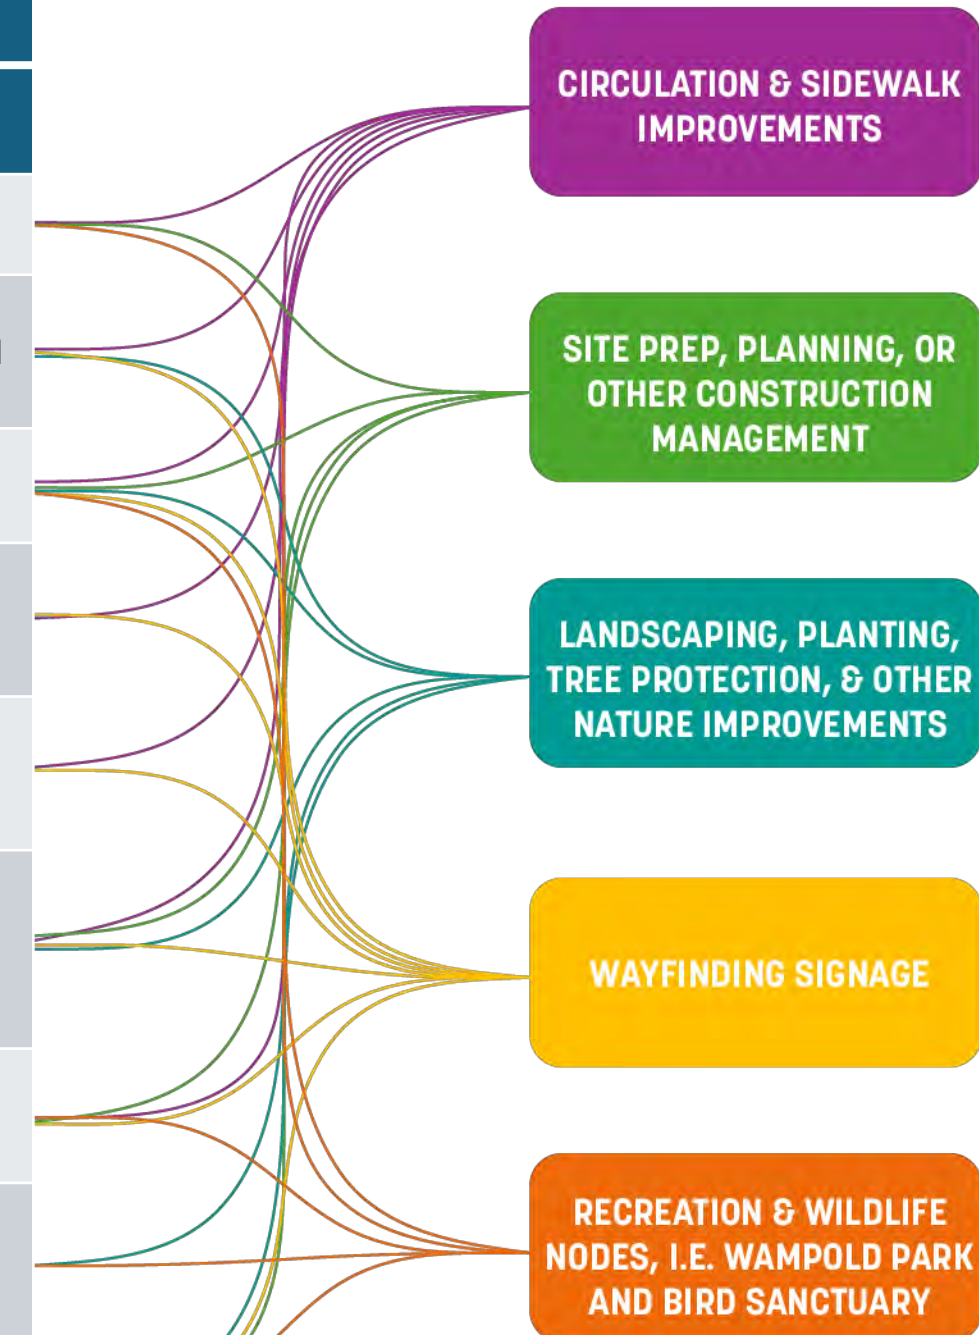 CIRCULATION & SIDEWALK
IMPROVEMENTS
SITE PREP, PLANNING, OR
OTHER CONSTRUCTION
MANAGEMENT
LANDSCAPING, PLANTING,
TREE PROTECTION, & OTHER
NATURE IMPROVEMENTS
WAYFINDING SIGNAGE
RECREATION & WILDLIFE
NODES, I.E. WAMPOLD PARK
AND BIRD SANCTUARY